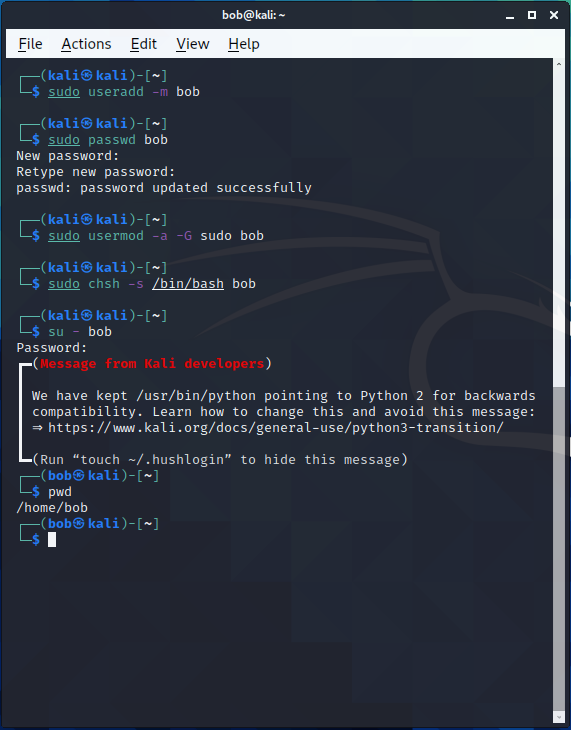 bob@kali: ~
File Actions Edit View Help
┌──(kali㉿kali)-[~]
└─$ sudo useradd -m bob
┌──(kali㉿kali)-[~]
└─$ sudo passwd bob
New password:
Retype new password:
passwd: password updated successfully
┌──(kali㉿kali)-[~]
└─$ sudo usermod -a -G sudo bob
┌──(kali㉿kali)-[~]
└─$ sudo chsh -s /bin/bash bob
┌──(kali㉿kali)-[~]
└─$ su - bob
Password:
┏━(Message from Kali developers)
┃ We have kept /usr/bin/python pointing to Python 2 for backwards
┃ compatibility. Learn how to change this and avoid this message:
┃ ⇒ https://www.kali.org/docs/general-use/python3-transition/
┗━(Run “touch ~/.hushlogin” to hide this message)
┌──(bob㉿kali)-[~]
└─$ pwd
/home/bob
┌──(bob㉿kali)-[~]
└─$